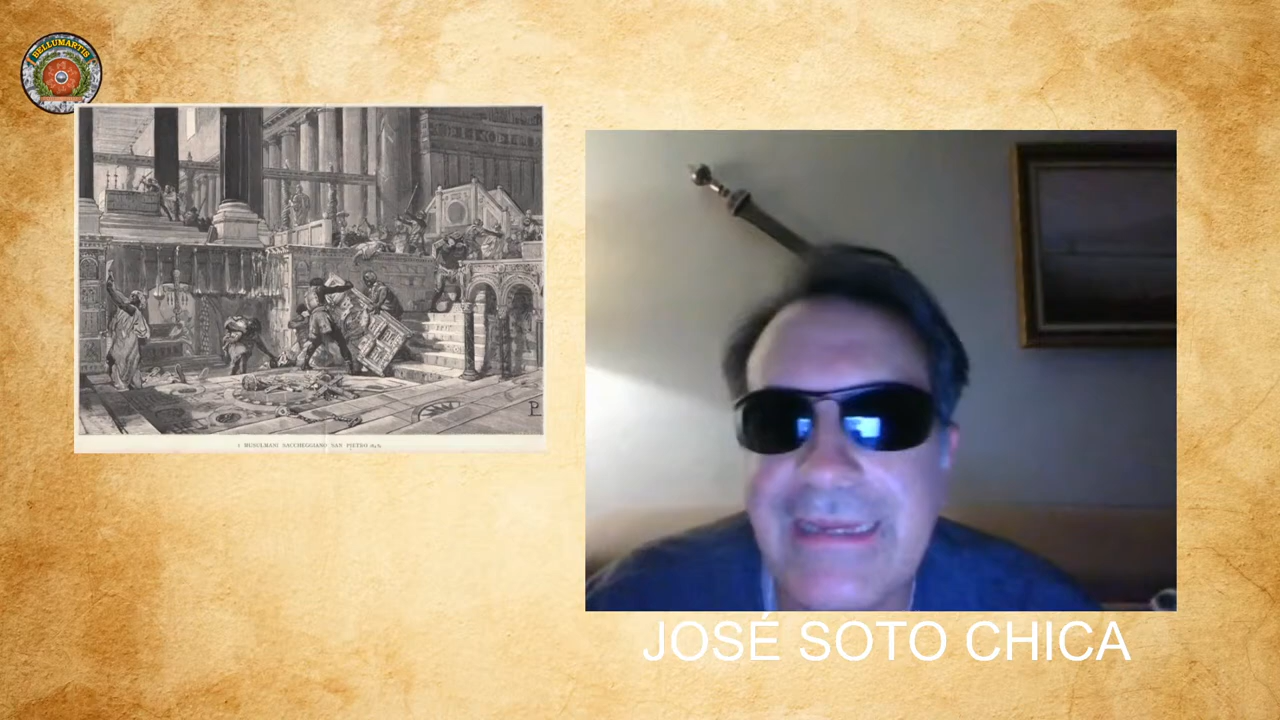 BELLUMARTIS
I MUSULMANI SACCHEGGIANO SAN PIETRO
JOSÉ SOTO CHICA